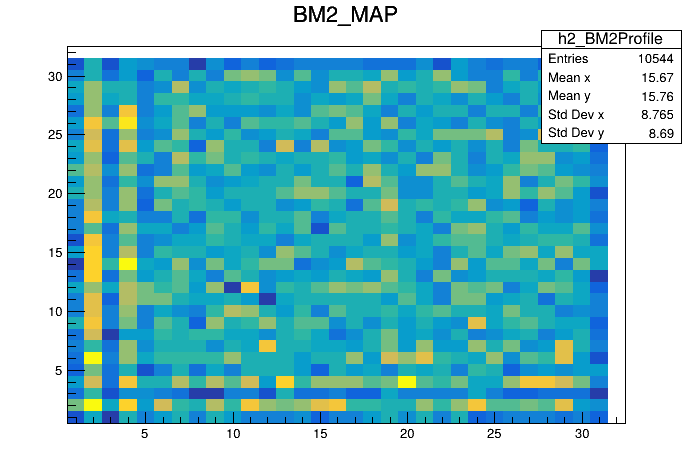 BM2_MAP
h2_BM2Profile
Entries 10544
Mean x 15.67
Mean y 15.76
Std Dev x 8.765
Std Dev y 8.69
30
25
20
15
10
5
5 10 15 20 25 30